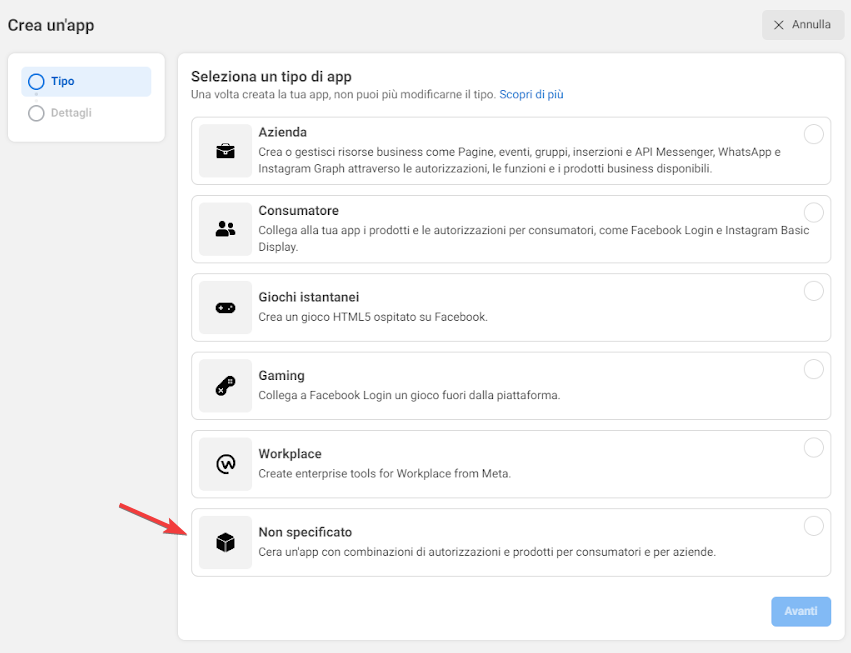 Crea un'app
Annulla
Tipo
Dettagli
Seleziona un tipo di app
Una volta creata la tua app, non puoi più modificarne il tipo. Scopri di più
Azienda
Crea o gestisci risorse business come Pagine, eventi, gruppi, inserzioni e API Messenger, WhatsApp e
Instagram Graph attraverso le autorizzazioni, le funzioni e i prodotti business disponibili.
Consumatore
Collega alla tua app i prodotti e le autorizzazioni per consumatori, come Facebook Login e Instagram Basic
Display.
Giochi istantanei
Crea un gioco HTML5 ospitato su Facebook.
Gaming
Collega a Facebook Login un gioco fuori dalla piattaforma.
Workplace
Create enterprise tools for Workplace from Meta.
Non specificato
Cera un'app con combinazioni di autorizzazioni e prodotti per consumatori e per aziende.
Avanti